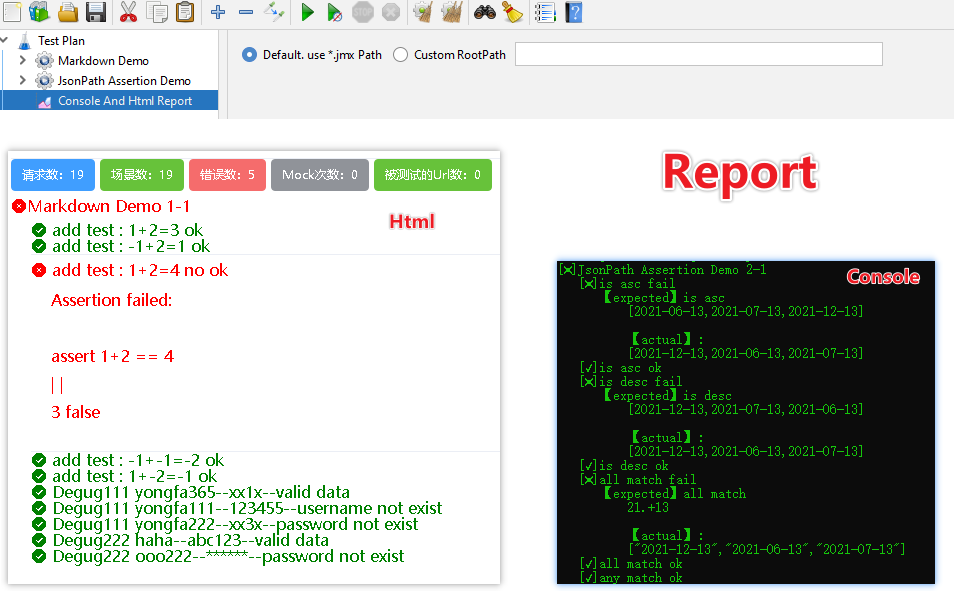 STOP
Test Plan
Markdown Demo
JsonPath Assertion Demo
Console And Html Report
Default. use *.jmx Path
Custom RootPath
请求数：19
场景数：19
错误数：5
Mock次数：0
被测试的Url数：0
Markdown Demo 1-1
add test : 1+2=3 ok
add test : -1+2=1 ok
add test : 1+2=4 no ok
Assertion failed:
assert 1+2 == 4
| |
3 false
add test : -1+-1=-2 ok
add test : 1+-2=-1 ok
Degug111 yongfa365--xx1x--valid data
Degug111 yongfa111--123455--username not exist
Degug111 yongfa222--xx3x--password not exist
Degug222 haha--abc123--valid data
Degug222 ooo222--******--password not exist
Html
Report
Console
[×]JsonPath Assertion Demo 2-1
[×]is asc fail
【expected】is asc
[2021-06-13,2021-07-13,2021-12-13]
【actual】:
[2021-12-13,2021-06-13,2021-07-13]
[√]is asc ok
[×]is desc fail
【expected】is desc
[2021-12-13,2021-07-13,2021-06-13]
【actual】:
[2021-12-13,2021-06-13,2021-07-13]
[√]is desc ok
[×]all match fail
【expected】all match
21.+13
【actual】:
["2021-12-13","2021-06-13","2021-07-13"]
[√]all match ok
[√]any match ok